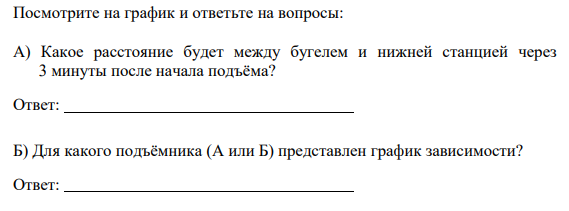 Посмотрите на график и ответьте на вопросы:
А) Какое расстояние будет между бугелем и нижней станцией через
3 минуты после начала подъёма?
Ответ:
Б) Для какого подъёмника (А или Б) представлен график зависимости?
Ответ: